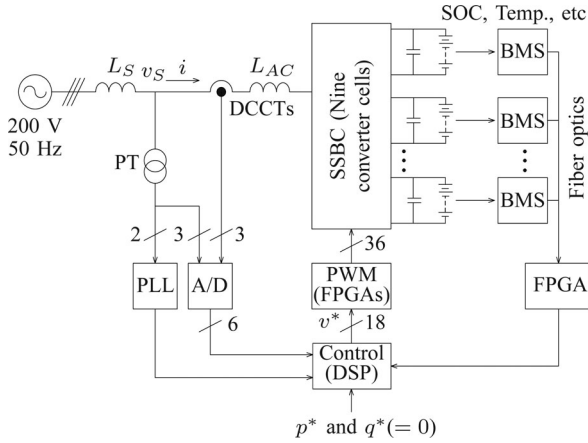 SOC, Temp., etc
L_S
v_S
i
L_AC
DCCTs
200 V
50 Hz
PT
SSBC (Nine
converter cells)
BMS
BMS
BMS
Fiber optics
2
3
3
36
PLL
A/D
PWM
(FPGAs)
FPGA
6
v*
18
Control
(DSP)
p* and q*(= 0)